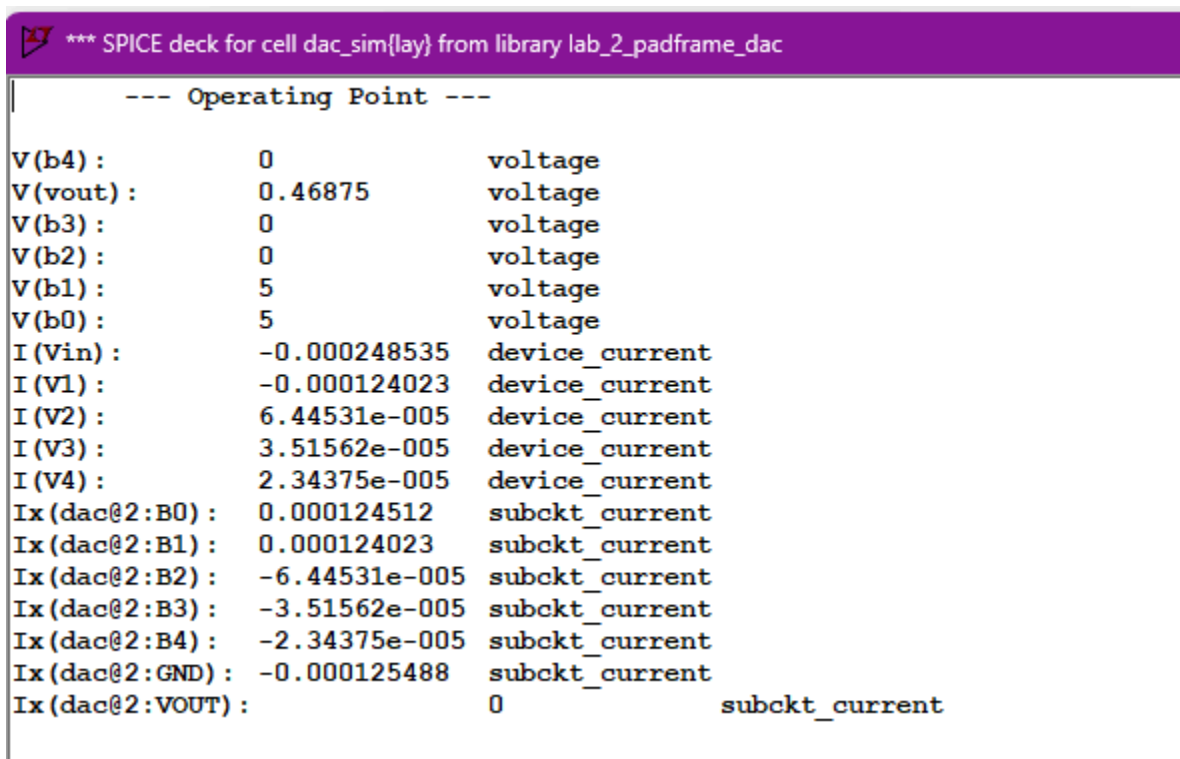 *** SPICE deck for cell dac_sim{lay} from library lab_2_padframe_dac
--- Operating Point ---
V(b4): 0 voltage
V(vout): 0.46875 voltage
V(b3): 0 voltage
V(b2): 0 voltage
V(b1): 5 voltage
V(b0): 5 voltage
I(Vin): -0.000248535 device_current
I(V1): -0.000124023 device_current
I(V2): 6.44531e-005 device_current
I(V3): 3.51562e-005 device_current
I(V4): 2.34375e-005 device_current
Ix(dac@2:B0): 0.000124512 subckt_current
Ix(dac@2:B1): 0.000124023 subckt_current
Ix(dac@2:B2): -6.44531e-005 subckt_current
Ix(dac@2:B3): -3.51562e-005 subckt_current
Ix(dac@2:B4): -2.34375e-005 subckt_current
Ix(dac@2:GND): -0.000125488 subckt_current
Ix(dac@2:VOUT): 0 subckt_current